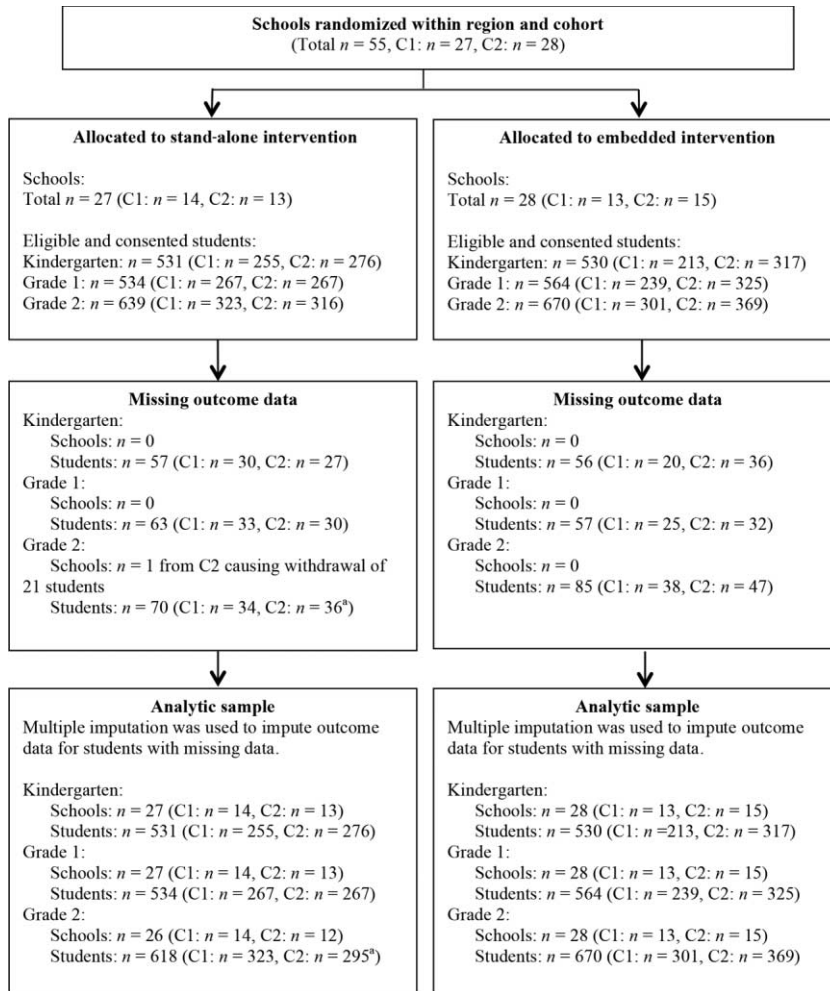 Schools randomized within region and cohort
(Total n = 55, C1: n = 27, C2: n = 28)
Allocated to stand-alone intervention
Schools:
Total n = 27 (C1: n = 14, C2: n = 13)
Eligible and consented students:
Kindergarten: n = 531 (C1: n = 255, C2: n = 276)
Grade 1: n = 534 (C1: n = 267, C2: n = 267)
Grade 2: n = 639 (C1: n = 323, C2: n = 316)
Allocated to embedded intervention
Schools:
Total n = 28 (C1: n = 13, C2: n = 15)
Eligible and consented students:
Kindergarten: n = 530 (C1: n = 213, C2: n = 317)
Grade 1: n = 564 (C1: n = 239, C2: n = 325)
Grade 2: n = 670 (C1: n = 301, C2: n = 369)
Missing outcome data
Kindergarten:
Schools: n = 0
Students: n = 57 (C1: n = 30, C2: n = 27)
Grade 1:
Schools: n = 0
Students: n = 63 (C1: n = 33, C2: n = 30)
Grade 2:
Schools: n = 1 from C2 causing withdrawal of
21 students
Students: n = 70 (C1: n = 34, C2: n = 36ᵃ)
Missing outcome data
Kindergarten:
Schools: n = 0
Students: n = 56 (C1: n = 20, C2: n = 36)
Grade 1:
Schools: n = 0
Students: n = 57 (C1: n = 25, C2: n = 32)
Grade 2:
Schools: n = 0
Students: n = 85 (C1: n = 38, C2: n = 47)
Analytic sample
Multiple imputation was used to impute outcome
data for students with missing data.
Kindergarten:
Schools: n = 27 (C1: n = 14, C2: n = 13)
Students: n = 531 (C1: n = 255, C2: n = 276)
Grade 1:
Schools: n = 27 (C1: n = 14, C2: n = 13)
Students: n = 534 (C1: n = 267, C2: n = 267)
Grade 2:
Schools: n = 26 (C1: n = 14, C2: n = 12)
Students: n = 618 (C1: n = 323, C2: n = 295ᵃ)
Analytic sample
Multiple imputation was used to impute outcome
data for students with missing data.
Kindergarten:
Schools: n = 28 (C1: n = 13, C2: n = 15)
Students: n = 530 (C1: n =213, C2: n = 317)
Grade 1:
Schools: n = 28 (C1: n = 13, C2: n = 15)
Students: n = 564 (C1: n = 239, C2: n = 325)
Grade 2:
Schools: n = 28 (C1: n = 13, C2: n = 15)
Students: n = 670 (C1: n = 301, C2: n = 369)